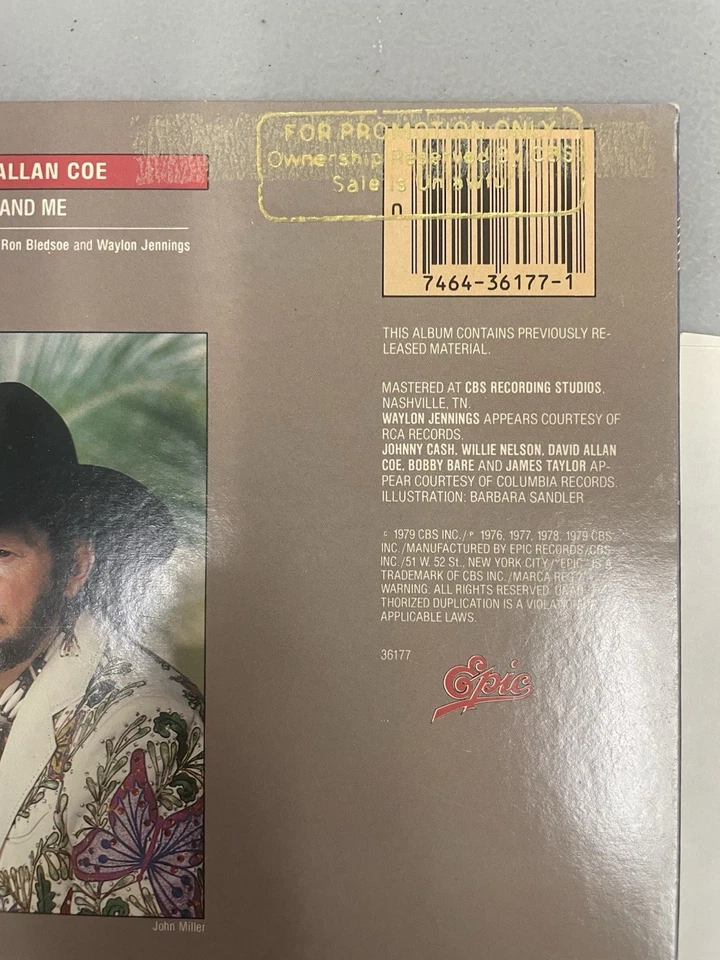 FOR PROMOTION ONLY
Ownership Reserved by CBS
Sale is Unlawful
ALLAN COE
AND ME
Ron Bledsoe and Waylon Jennings
0
7464-36177-1
THIS ALBUM CONTAINS PREVIOUSLY RE-
LEASED MATERIAL.
MASTERED AT CBS RECORDING STUDIOS,
NASHVILLE, TN.
WAYLON JENNINGS APPEARS COURTESY OF
RCA RECORDS.
JOHNNY CASH, WILLIE NELSON, DAVID ALLAN
COE, BOBBY BARE AND JAMES TAYLOR AP-
PEAR COURTESY OF COLUMBIA RECORDS.
ILLUSTRATION: BARBARA SANDLER
© 1979 CBS INC./℗ 1976, 1977, 1978, 1979 CBS
INC./MANUFACTURED BY EPIC RECORDS/CBS
INC./51 W. 52 St., NEW YORK CITY/"EPIC" IS A
TRADEMARK OF CBS INC./MARCA REG.
WARNING: ALL RIGHTS RESERVED. UNAU-
THORIZED DUPLICATION IS A VIOLATION OF
APPLICABLE LAWS.
36177
Epic
John Miller